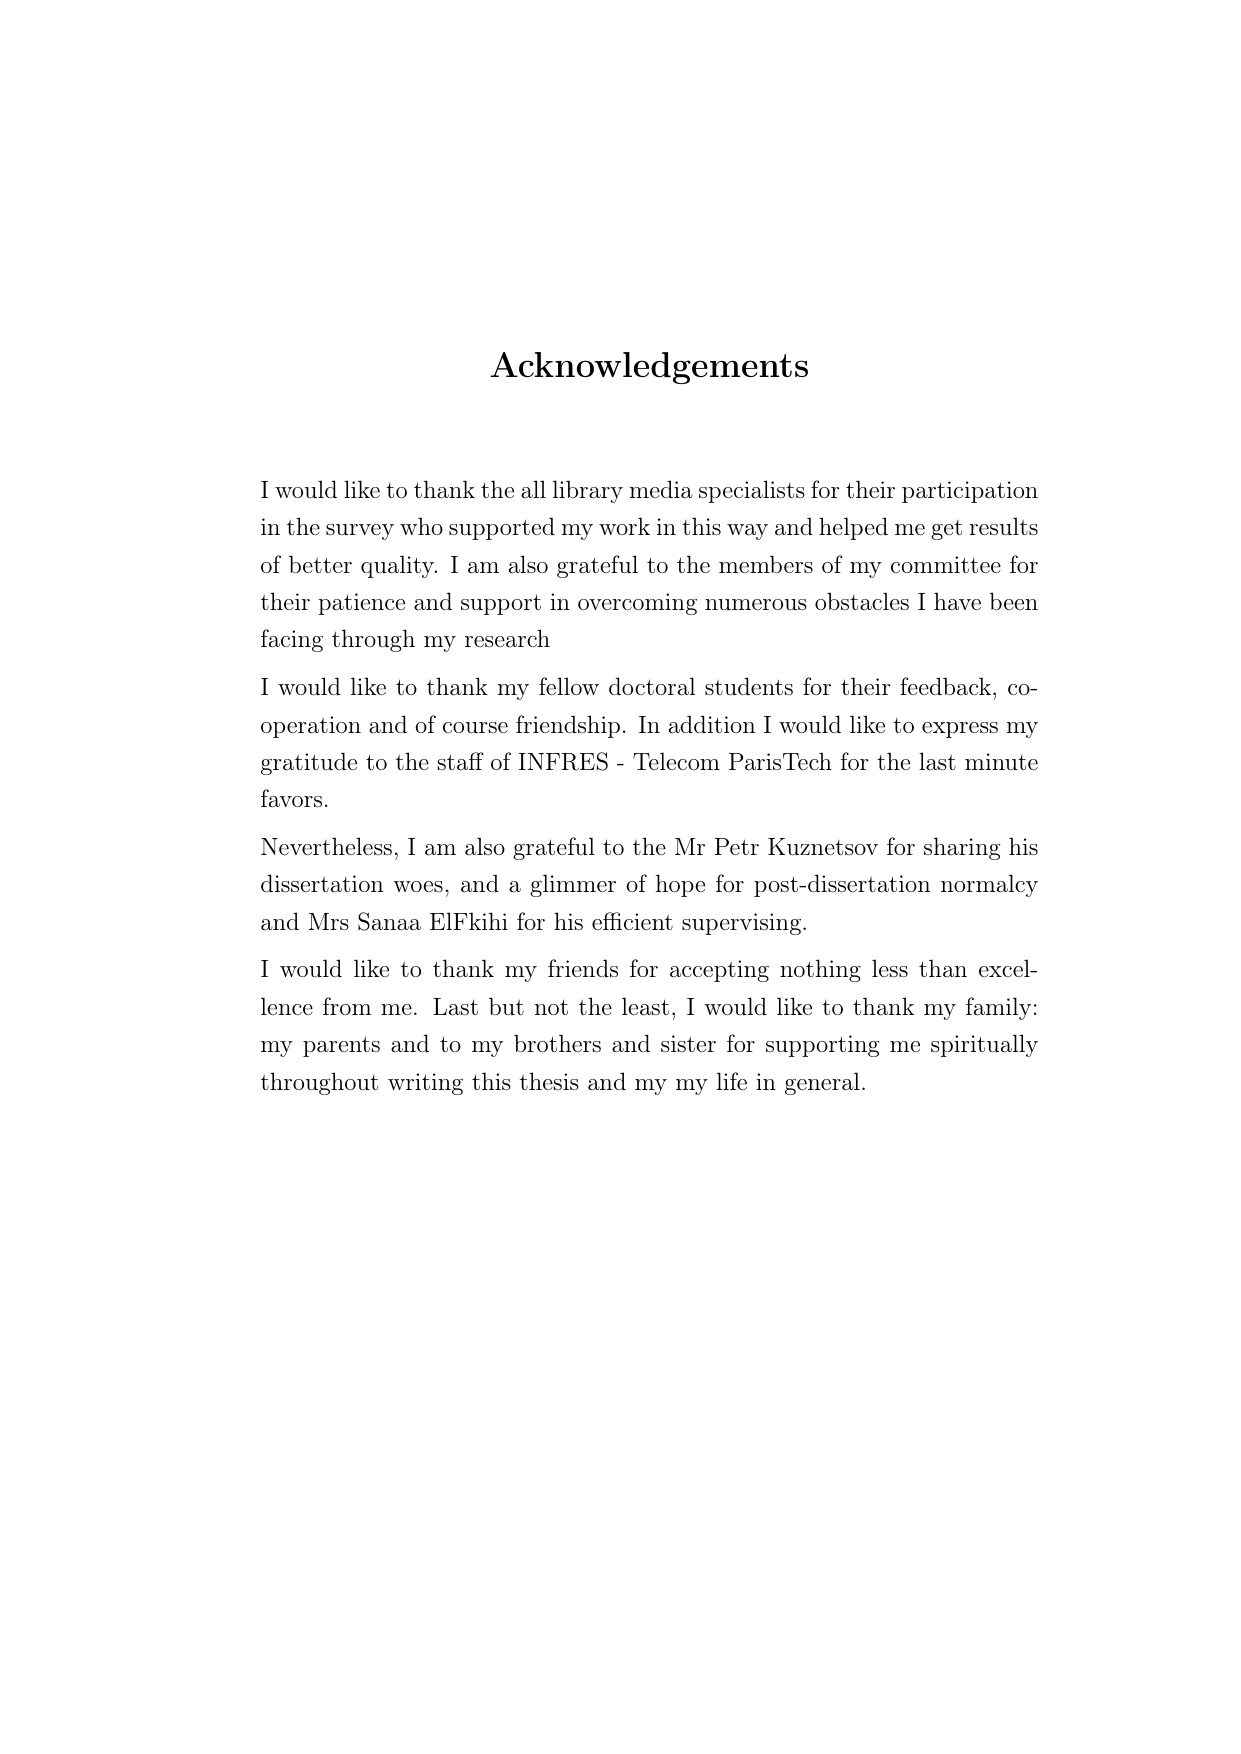 Acknowledgements
I would like to thank the all library media specialists for their participation
in the survey who supported my work in this way and helped me get results
of better quality. I am also grateful to the members of my committee for
their patience and support in overcoming numerous obstacles I have been
facing through my research
I would like to thank my fellow doctoral students for their feedback, co-
operation and of course friendship. In addition I would like to express my
gratitude to the staff of INFRES - Telecom ParisTech for the last minute
favors.
Nevertheless, I am also grateful to the Mr Petr Kuznetsov for sharing his
dissertation woes, and a glimmer of hope for post-dissertation normalcy
and Mrs Sanaa ElFkihi for his efficient supervising.
I would like to thank my friends for accepting nothing less than excel-
lence from me. Last but not the least, I would like to thank my family:
my parents and to my brothers and sister for supporting me spiritually
throughout writing this thesis and my my life in general.